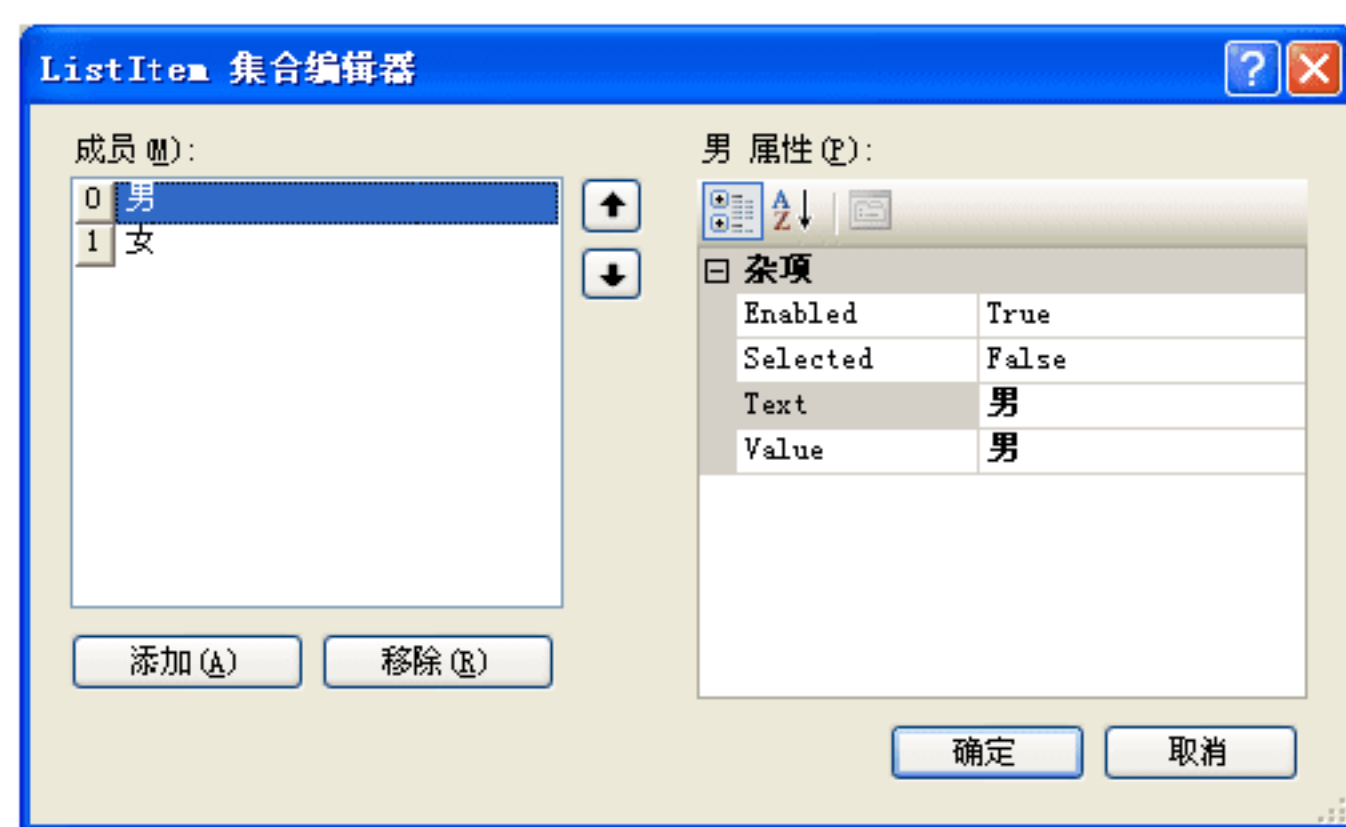 ListItem 集合编辑器
成员(M):
0 男
1 女
添加(A)
移除(R)
男 属性(P):
杂项
Enabled True
Selected False
Text 男
Value 男
确定
取消